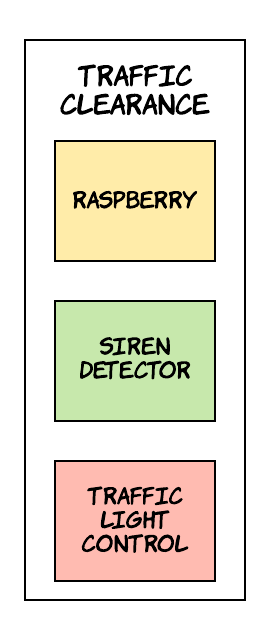 TRAFFIC
CLEARANCE
RASPBERRY
SIREN
DETECTOR
TRAFFIC
LIGHT
CONTROL